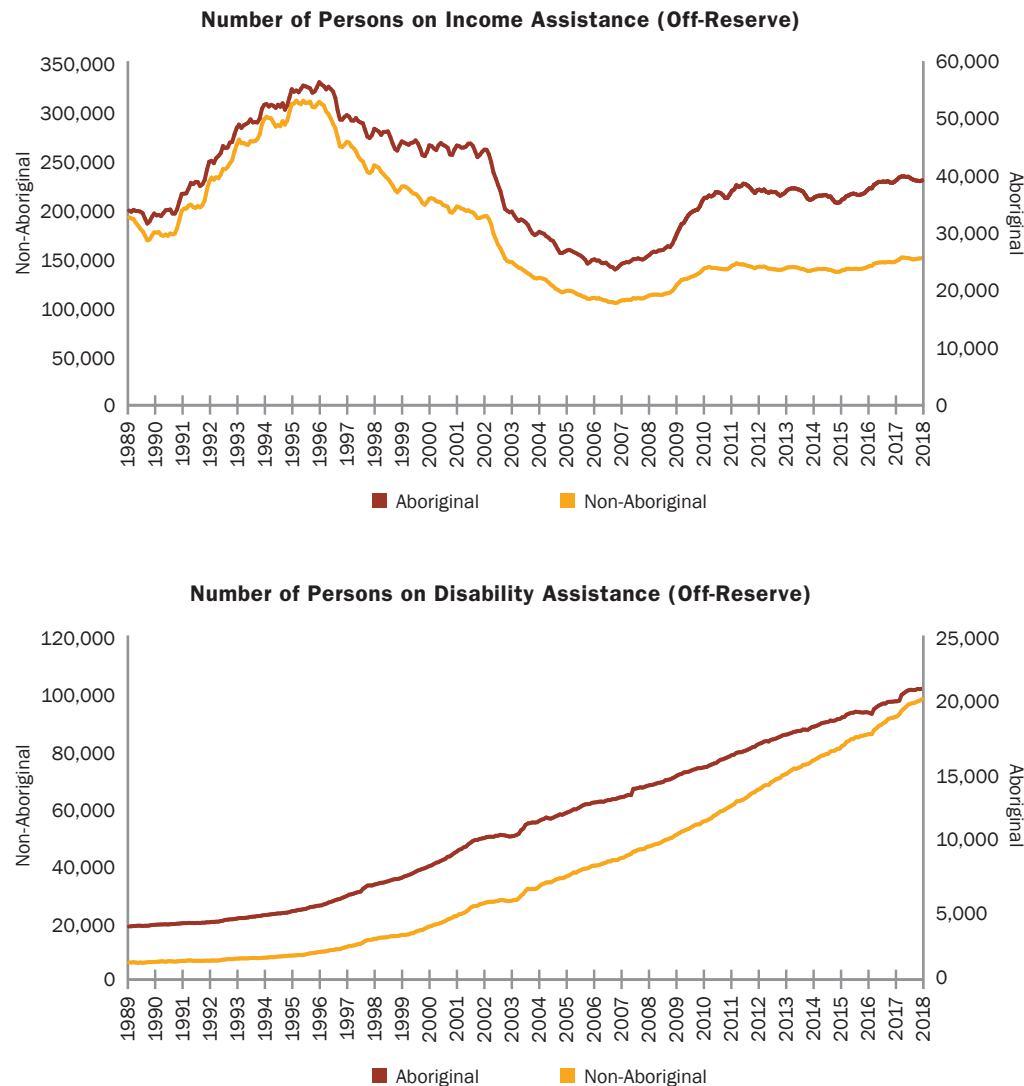 Number of Persons on Income Assistance (Off-Reserve)
350,000
300,000
250,000
200,000
150,000
100,000
50,000
0
Non-Aboriginal
60,000
50,000
40,000
30,000
20,000
10,000
0
Aboriginal
1989 1990 1991 1992 1993 1994 1995 1996 1997 1998 1999 2000 2001 2002 2003 2004 2005 2006 2007 2008 2009 2010 2011 2012 2013 2014 2015 2016 2017 2018
Aboriginal Non-Aboriginal
Number of Persons on Disability Assistance (Off-Reserve)
120,000
100,000
80,000
60,000
40,000
20,000
0
Non-Aboriginal
25,000
20,000
15,000
10,000
5,000
0
Aboriginal
1989 1990 1991 1992 1993 1994 1995 1996 1997 1998 1999 2000 2001 2002 2003 2004 2005 2006 2007 2008 2009 2010 2011 2012 2013 2014 2015 2016 2017 2018
Aboriginal Non-Aboriginal